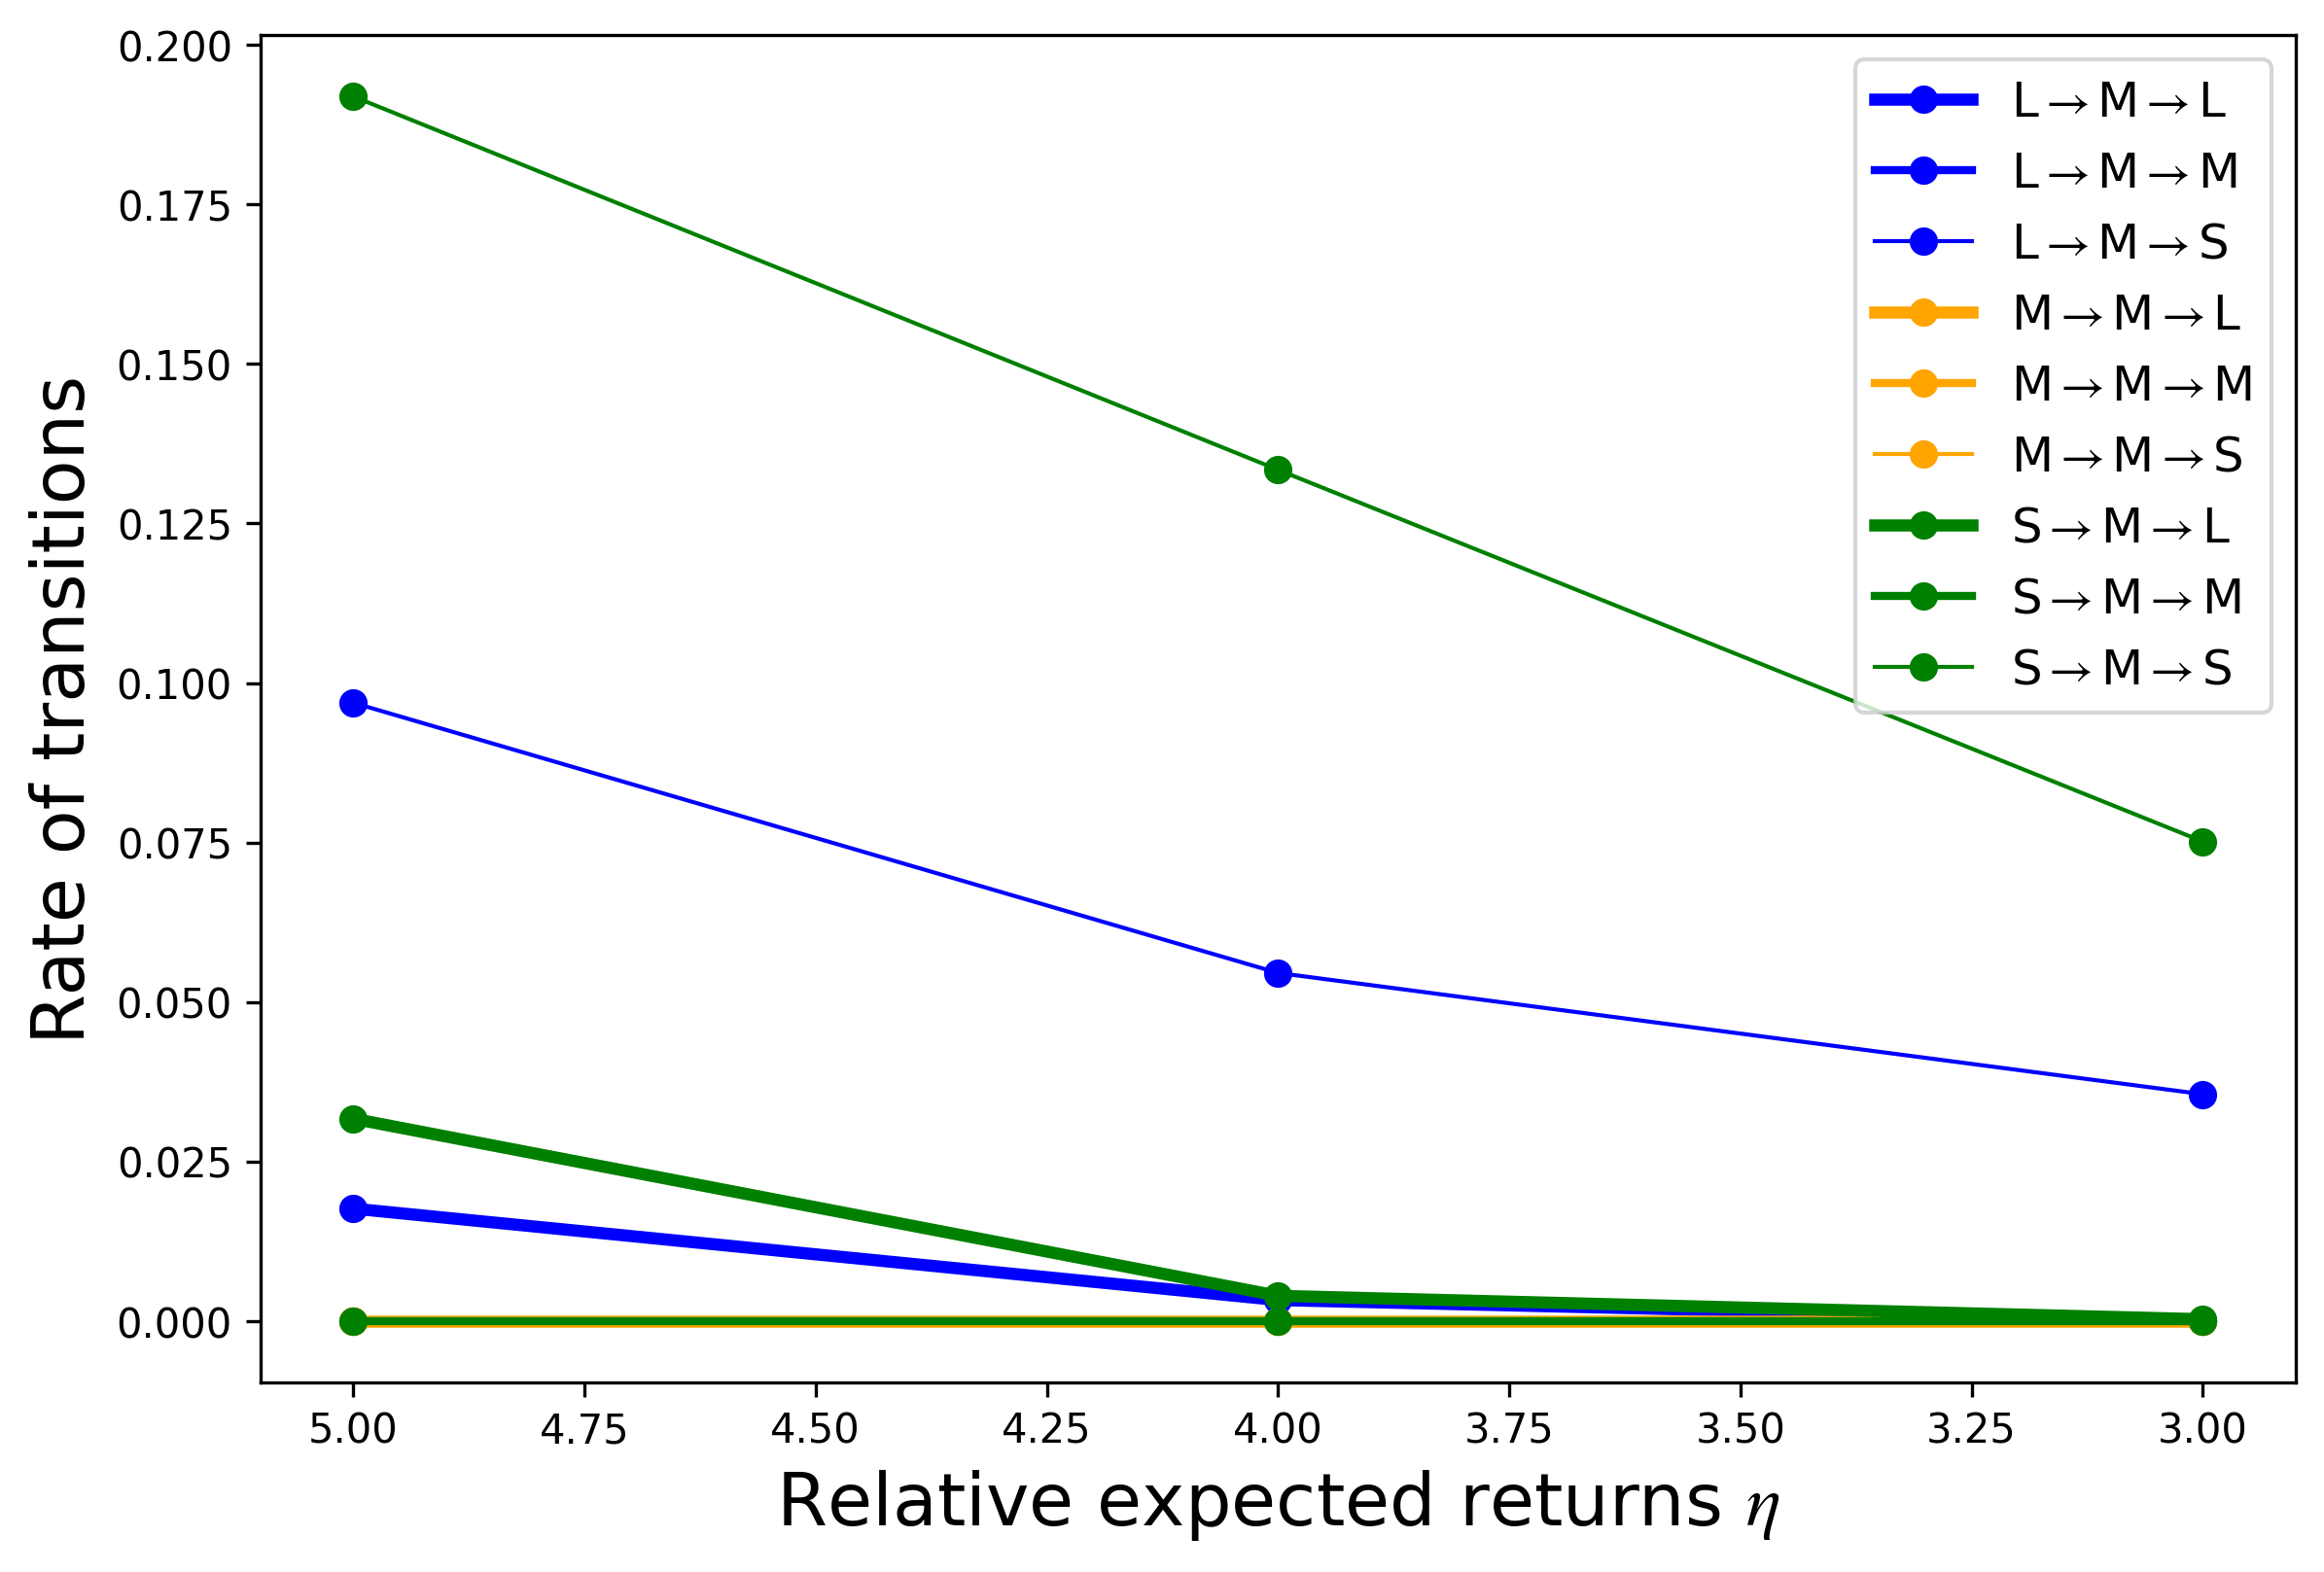 Rate of transitions
0.200
0.175
0.150
0.125
0.100
0.075
0.050
0.025
0.000
L→M→L
L→M→M
L→M→S
M→M→L
M→M→M
M→M→S
S→M→L
S→M→M
S→M→S
5.00 4.75 4.50 4.25 4.00 3.75 3.50 3.25 3.00
Relative expected returns η